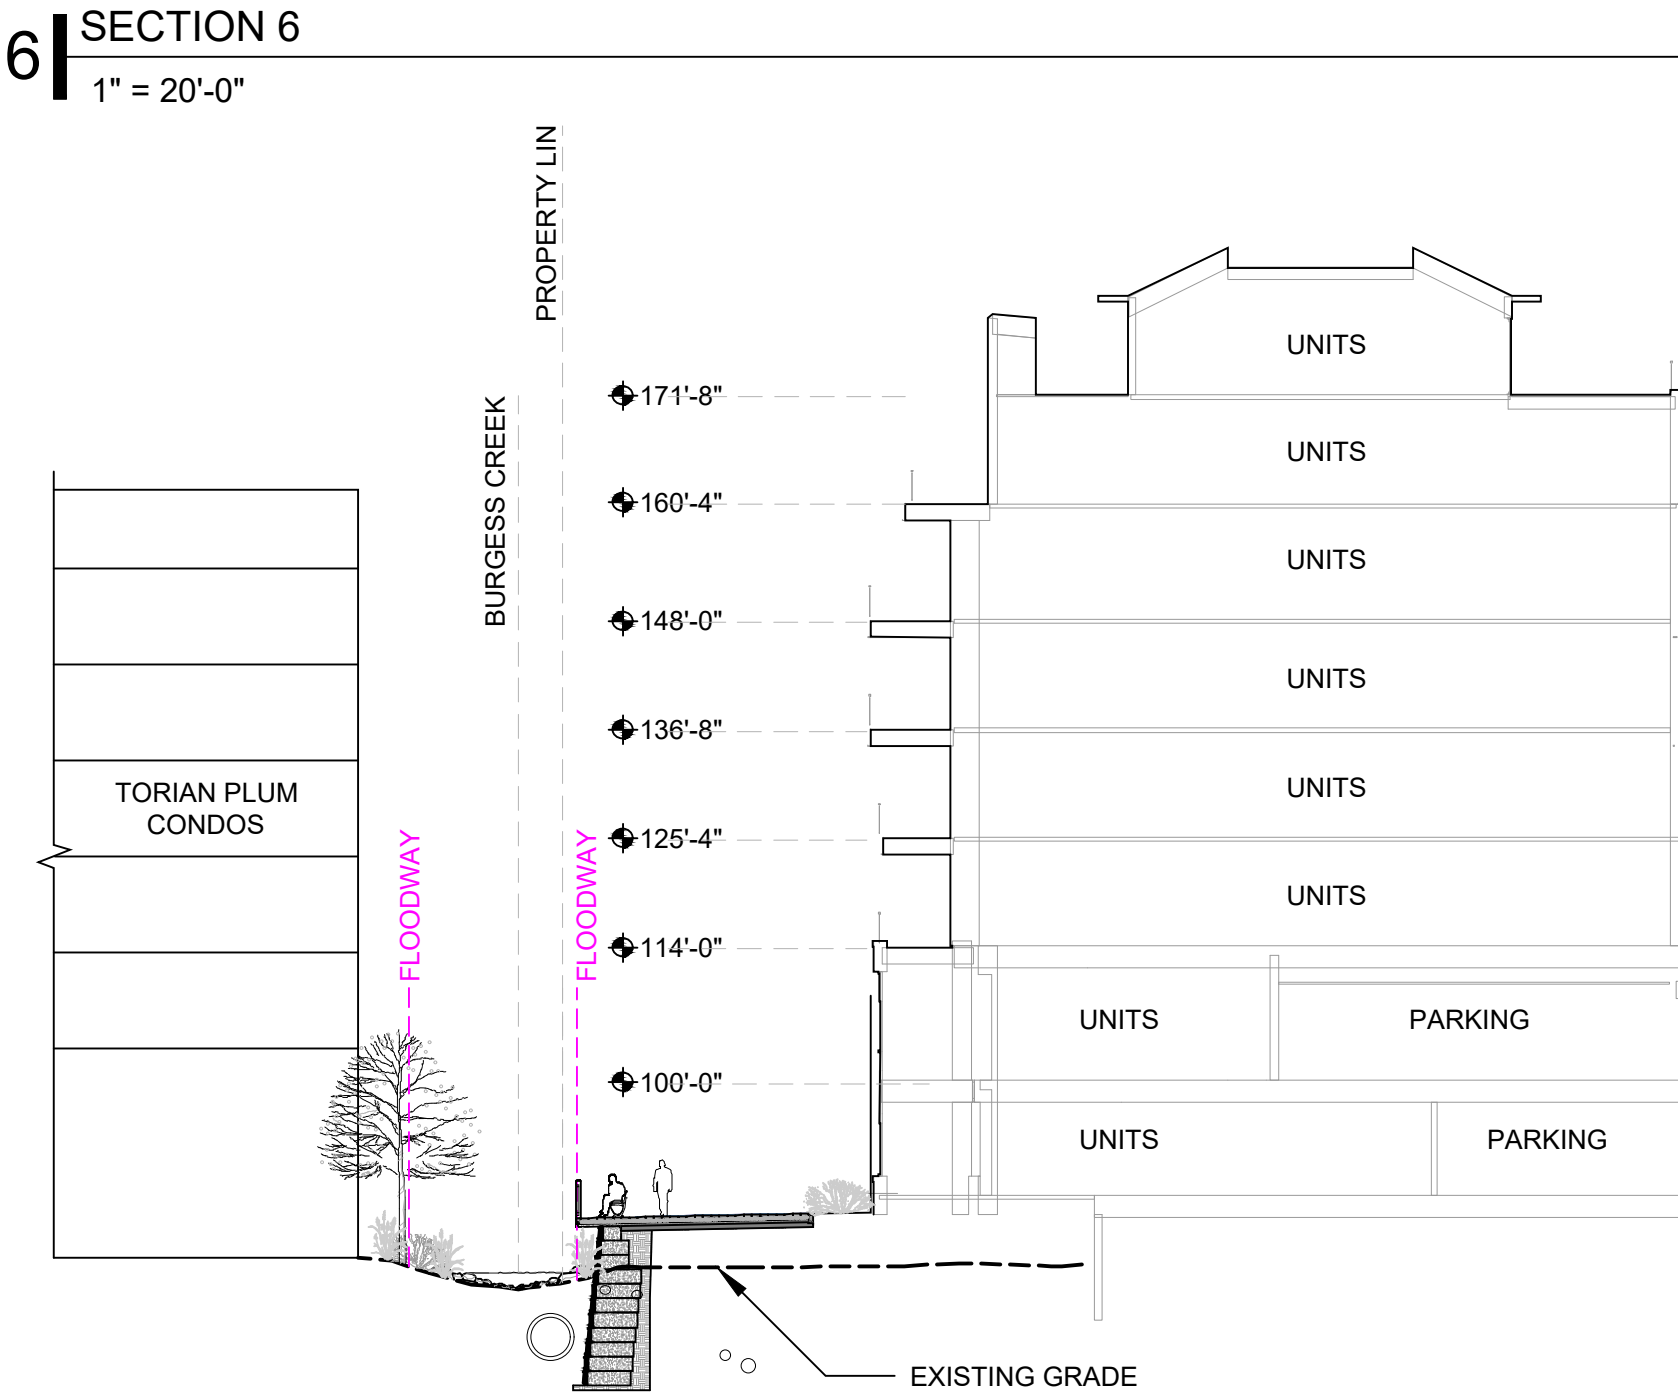 6
SECTION 6
1" = 20'-0"
PROPERTY LIN
BURGESS CREEK
171'-8"
160'-4"
148'-0"
136'-8"
125'-4"
114'-0"
100'-0"
TORIAN PLUM
CONDOS
FLOODWAY
FLOODWAY
UNITS
UNITS
UNITS
UNITS
UNITS
UNITS
UNITS
PARKING
UNITS
PARKING
EXISTING GRADE